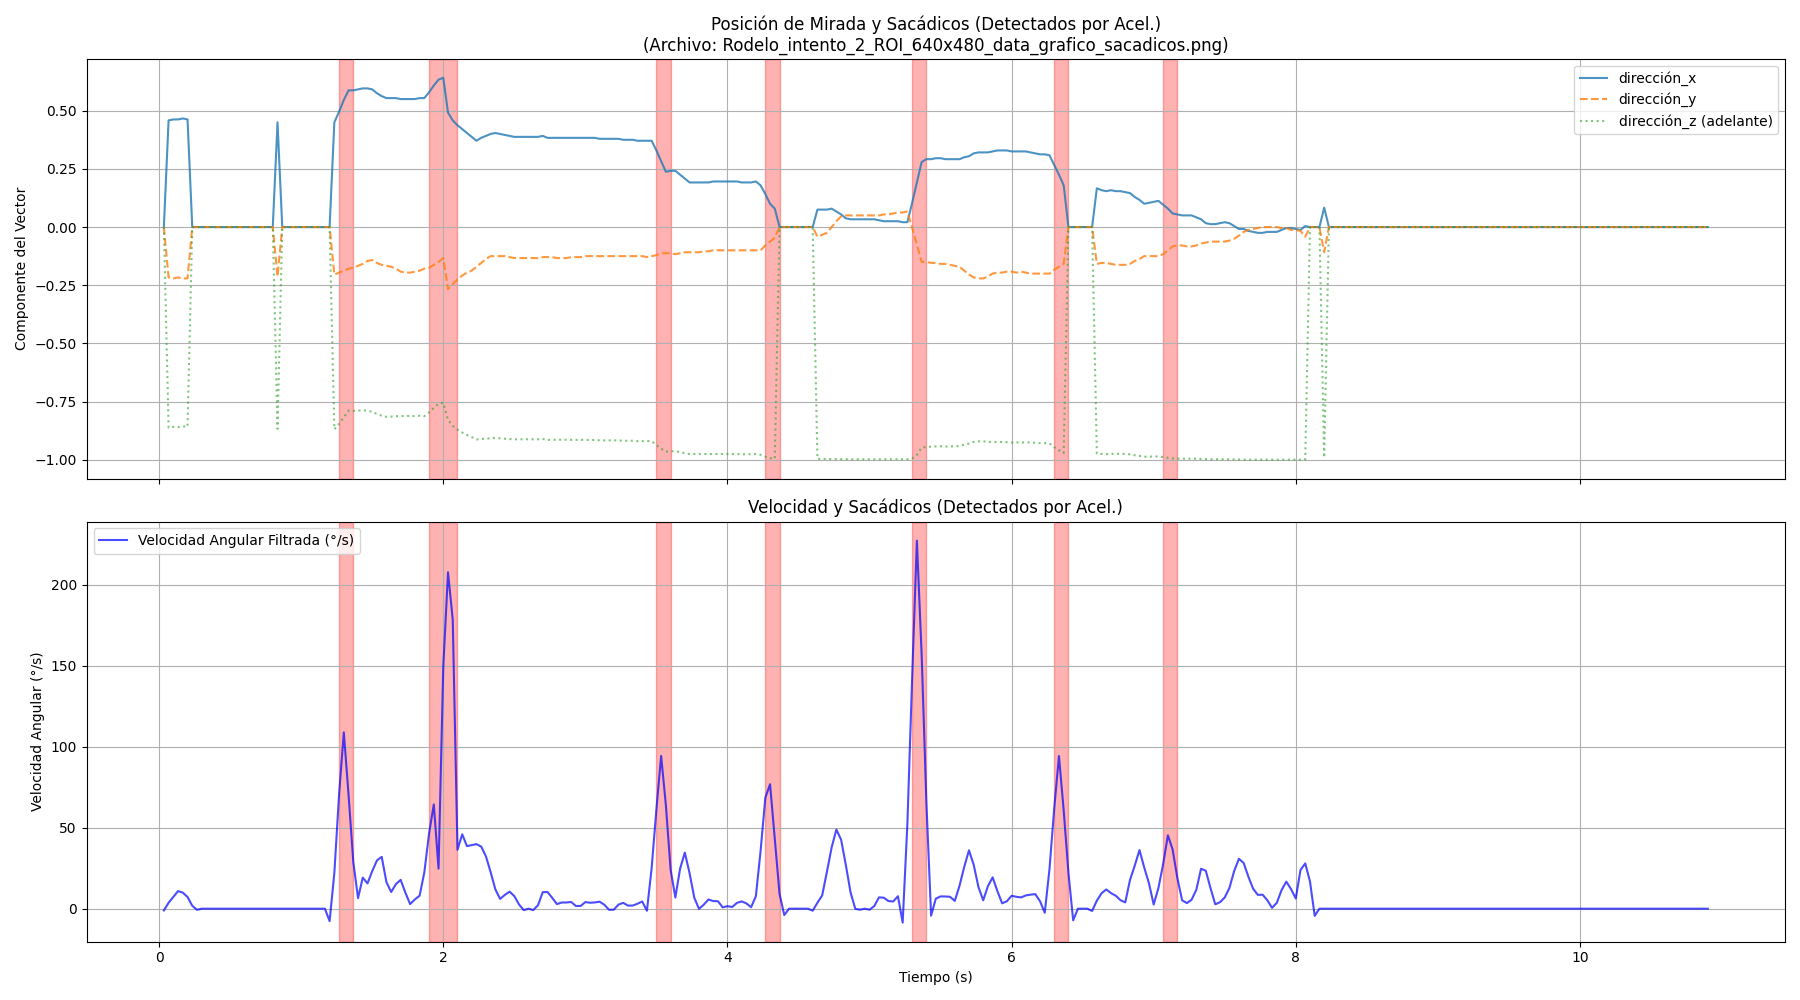 Posición de Mirada y Sacádicos (Detectados por Acel.)
(Archivo: Rodelo_intento_2_ROI_640x480_data_grafico_sacadicos.png)
dirección_x
dirección_y
dirección_z (adelante)
0.50
0.25
0.00
−0.25
−0.50
−0.75
−1.00
Componente del Vector
Velocidad y Sacádicos (Detectados por Acel.)
Velocidad Angular Filtrada (°/s)
200
150
100
50
0
Velocidad Angular (°/s)
0 2 4 6 8 10
Tiempo (s)